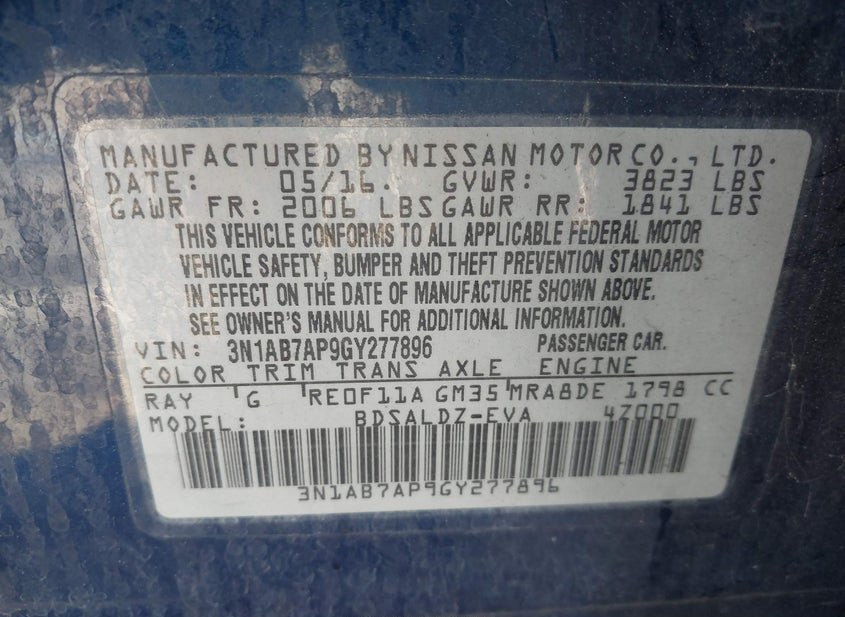 MANUFACTURED BY NISSAN MOTOR CO., LTD.
DATE: 05/16. GVWR: 3823 LBS
GAWR FR: 2006 LBS GAWR RR: 1841 LBS
THIS VEHICLE CONFORMS TO ALL APPLICABLE FEDERAL MOTOR
VEHICLE SAFETY, BUMPER AND THEFT PREVENTION STANDARDS
IN EFFECT ON THE DATE OF MANUFACTURE SHOWN ABOVE.
SEE OWNER'S MANUAL FOR ADDITIONAL INFORMATION.
VIN: 3N1AB7AP9GY277896 PASSENGER CAR.
COLOR TRIM TRANS AXLE ENGINE
RAY G RE0F11A GM35 MRA8DE 1798 CC
MODEL: BDSALDZ-EVA 4Z000
3N1AB7AP9GY277896